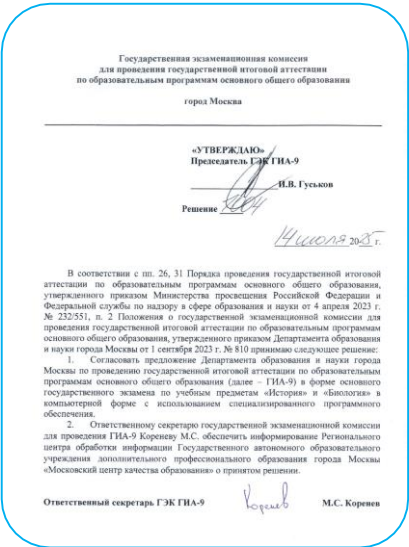 Государственная экзаменационная комиссия
для проведения государственной итоговой аттестации
по образовательным программам основного общего образования
город Москва
«УТВЕРЖДАЮ»
Председатель ГЭК ГИА-9
И.В. Гуськов
Решение
14 июля 2025 г.
В соответствии с пп. 26, 31 Порядка проведения государственной итоговой
аттестации по образовательным программам основного общего образования,
утвержденного приказом Министерства просвещения Российской Федерации и
Федеральной службы по надзору в сфере образования и науки от 4 апреля 2023 г.
№ 232/551, п. 2 Положения о государственной экзаменационной комиссии для
проведения государственной итоговой аттестации по образовательным программам
основного общего образования, утвержденного приказом Департамента образования
и науки города Москвы от 1 сентября 2023 г. № 810 принимаю следующее решение:
1. Согласовать предложение Департамента образования и науки города
Москвы по проведению государственной итоговой аттестации по образовательным
программам основного общего образования (далее – ГИА-9) в форме основного
государственного экзамена по учебным предметам «История» и «Биология» в
компьютерной форме с использованием специализированного программного
обеспечения.
2. Ответственному секретарю государственной экзаменационной комиссии
для проведения ГИА-9 Кореневу М.С. обеспечить информирование Регионального
центра обработки информации Государственного автономного образовательного
учреждения дополнительного профессионального образования города Москвы
«Московский центр качества образования» о принятом решении.
Ответственный секретарь ГЭК ГИА-9 Коренев М.С. Коренев